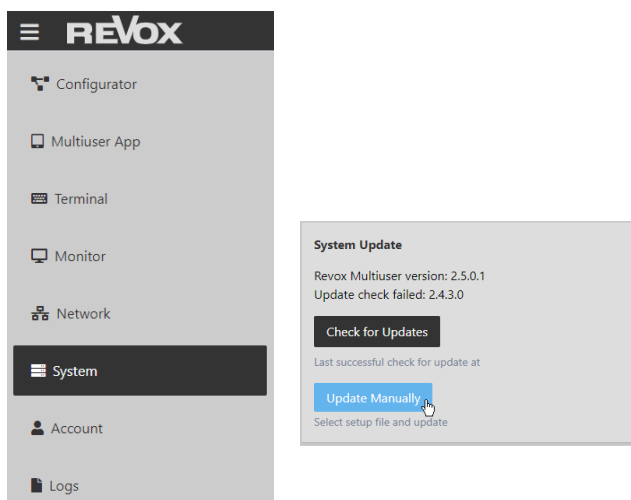 REVOX
Configurator
Multiuser App
Terminal
Monitor
Network
System
Account
Logs
System Update
Revox Multiuser version: 2.5.0.1
Update check failed: 2.4.3.0
Check for Updates
Last successful check for update at
Update Manually
Select setup file and update